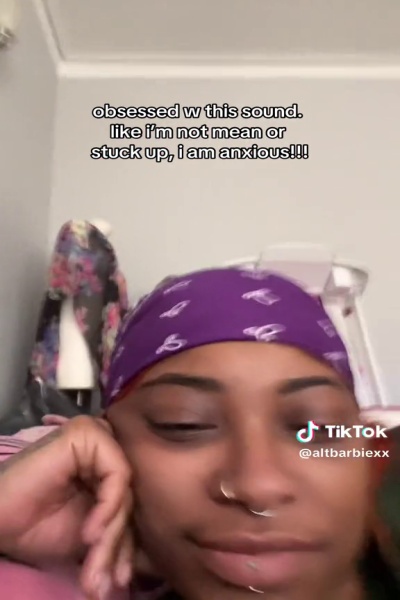 obsessed w this sound.
like i'm not mean or
stuck up, i am anxious!!!
TikTok
@altbarbiexx